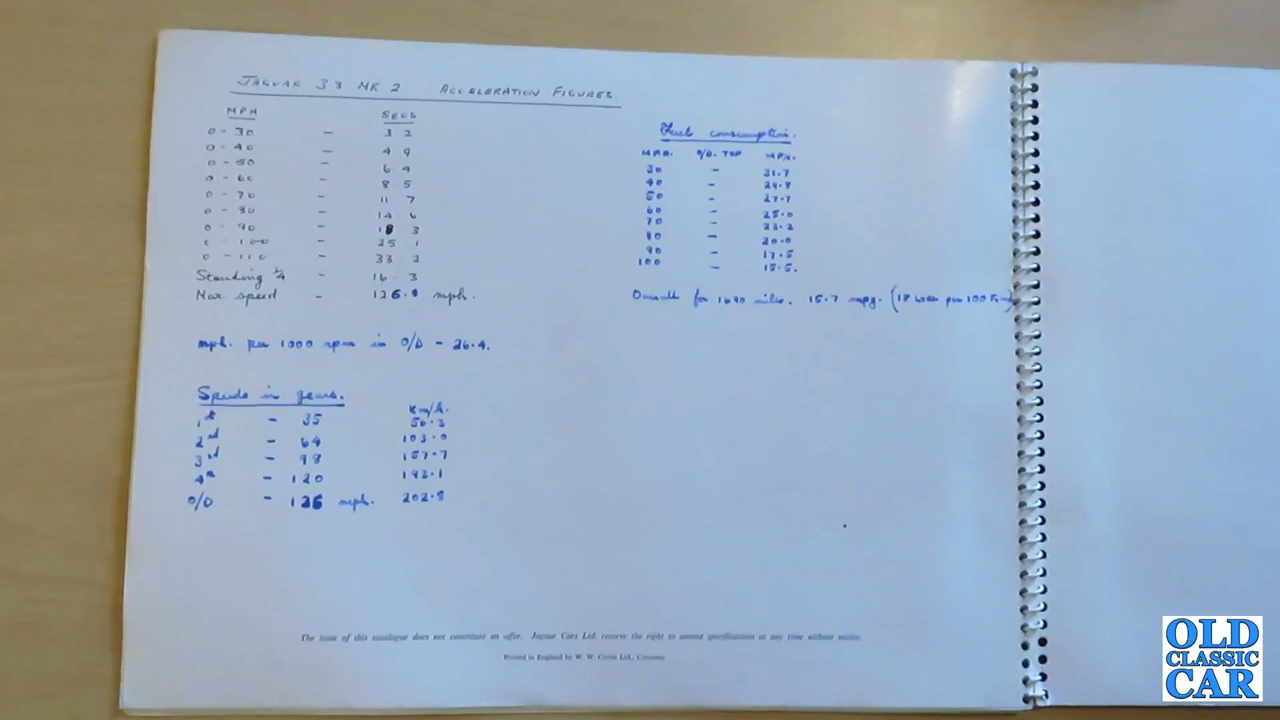 JAGUAR 3 8 MK 2 ACCELERATION FIGURES
MPH SECS
0 - 30 - 3 2
0 - 40 - 4 9
0 - 50 - 6 4
0 - 60 - 8 5
0 - 70 - 11 7
0 - 80 - 14 6
0 - 90 - 18 3
0 - 100 - 25 1
0 - 110 - 33 2
Standing ¼ - 16 3
Max. speed - 126.0 mph.
mph. per 1000 rpm in O/D - 26.4.
Speeds in gears.
Km/h.
1st - 35 56.3
2nd - 64 103.0
3rd - 98 157.7
4th - 120 193.1
O/D - 126 mph. 202.8
Fuel consumption.
M.P.H. O/D. TOP M.P.G.
30 - 31.7
40 - 29.8
50 - 27.7
60 - 25.0
70 - 23.2
80 - 20.0
90 - 17.5
100 - 15.5.
Overall for 1690 miles. 15.7 mpg. (18 litres per 100 Km)
The issue of this catalogue does not constitute an offer. Jaguar Cars Ltd. reserve the right to amend specifications at any time without notice.
Printed in England by W. W. Curtis Ltd., Coventry
OLD
CLASSIC
CAR